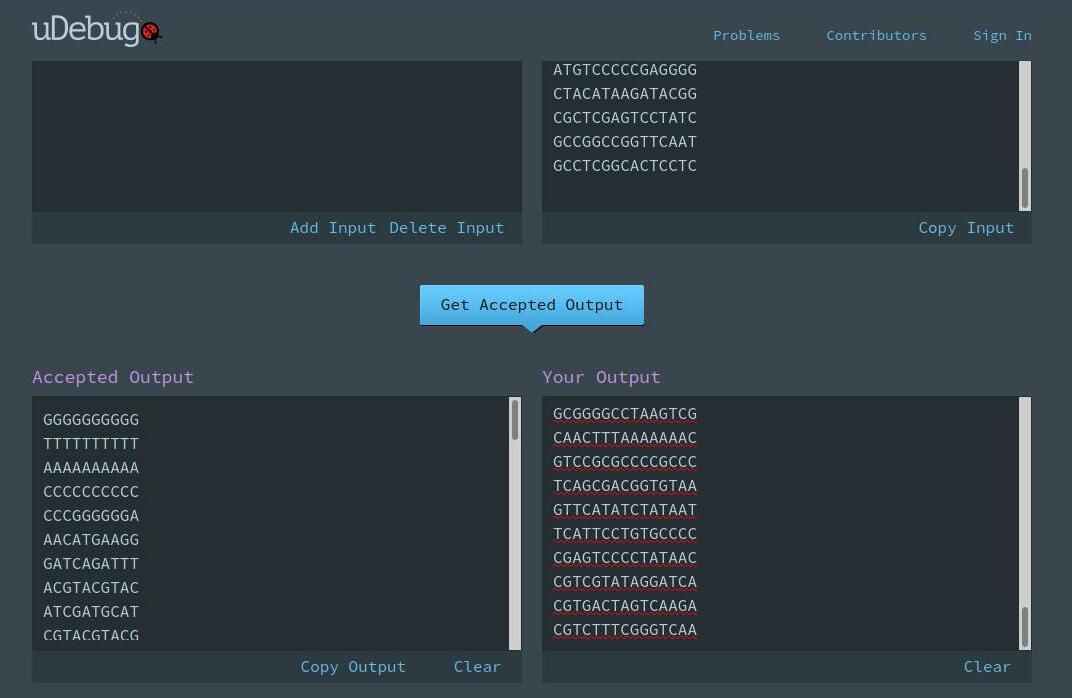 uDebug
Problems Contributors Sign In
ATGTCCCCCGAGGGG
CTACATAAGATACGG
CGCTCGAGTCCTATC
GCCGGCCGGTTCAAT
GCCTCGGCACTCCTC
Add Input Delete Input
Copy Input
Get Accepted Output
Accepted Output
GGGGGGGGGG
TTTTTTTTTT
AAAAAAAAAA
CCCCCCCCCC
CCCGGGGGGA
AACATGAAGG
GATCAGATTT
ACGTACGTAC
ATCGATGCAT
CGTACGTACG
Copy Output Clear
Your Output
GCGGGGCCTAAGTCG
CAACTTTAAAAAAAC
GTCCGCGCCCCGCCC
TCAGCGACGGTGTAA
GTTCATATCTATAAT
TCATTCCTGTGCCCC
CGAGTCCCCTATAAC
CGTCGTATAGGATCA
CGTGACTAGTCAAGA
CGTCTTTCGGGTCAA
Clear